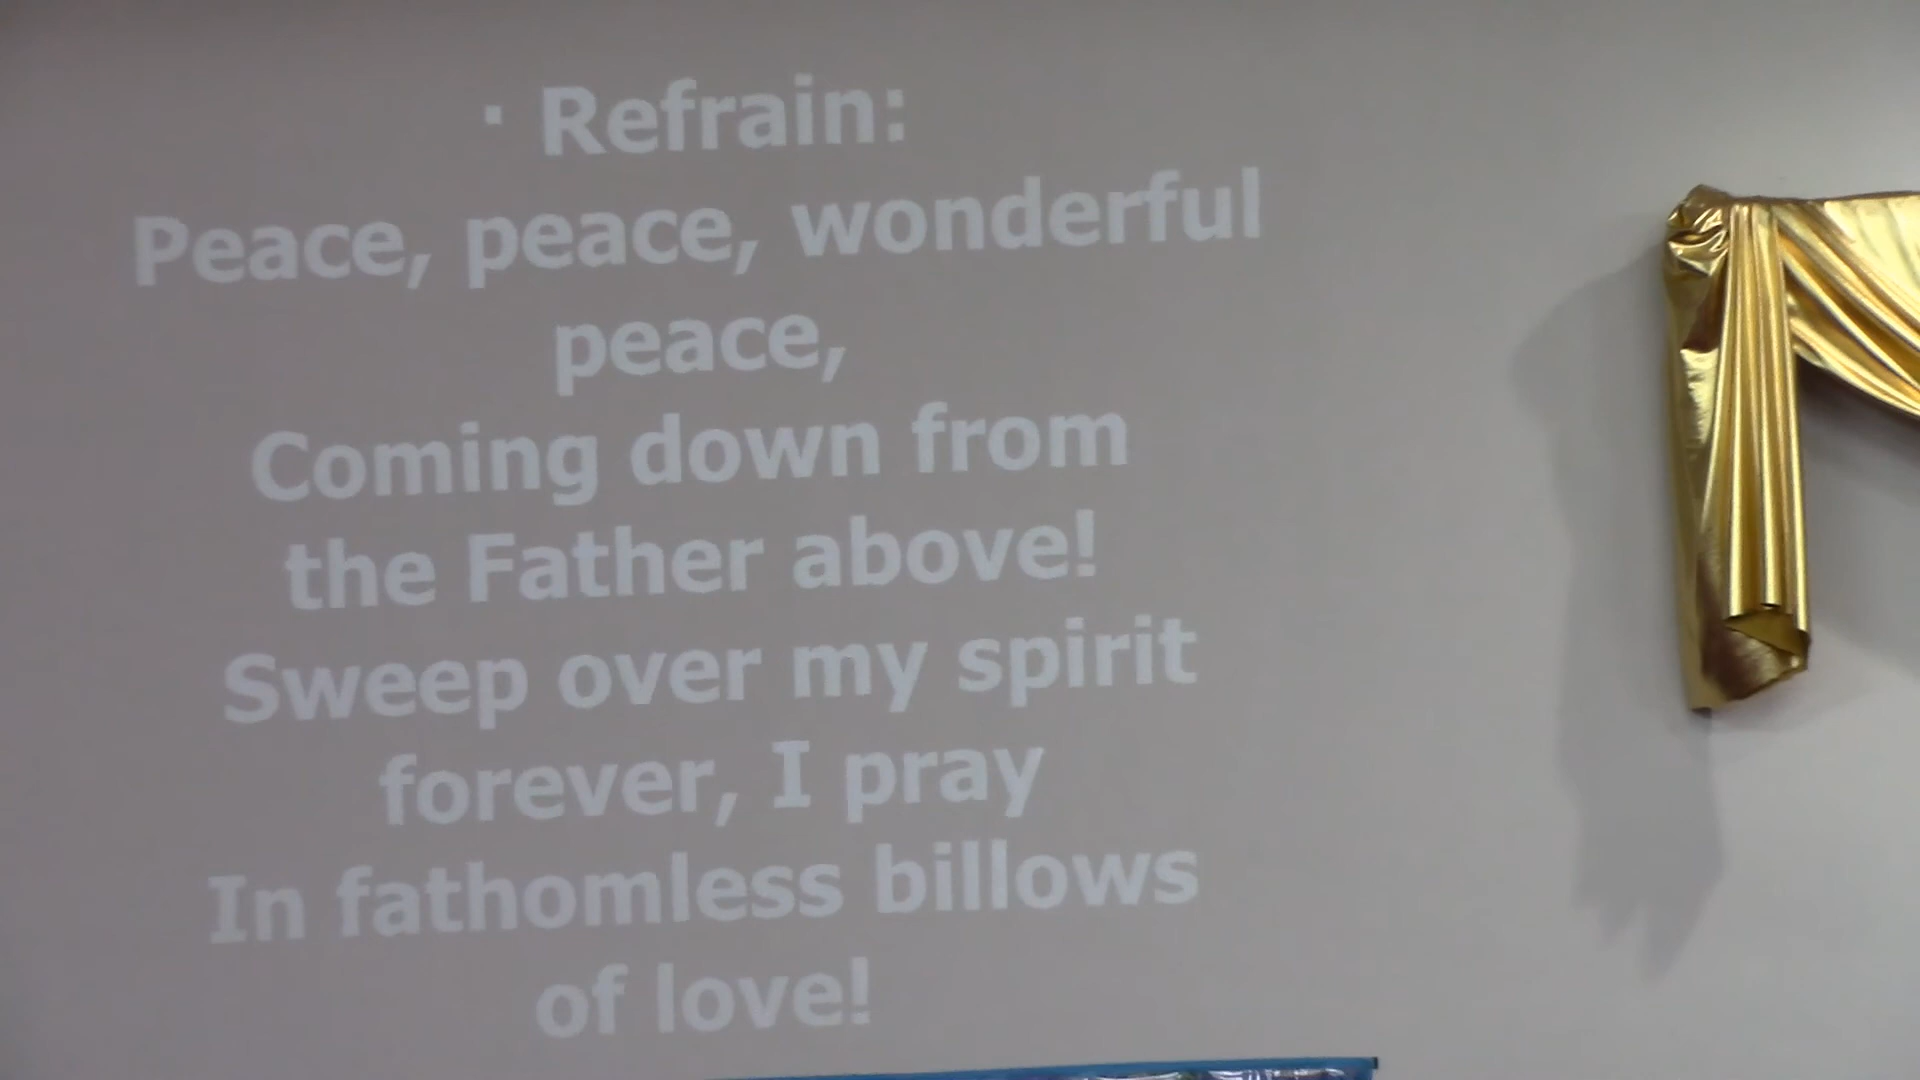 · Refrain:
Peace, peace, wonderful
peace,
Coming down from
the Father above!
Sweep over my spirit
forever, I pray
In fathomless billows
of love!